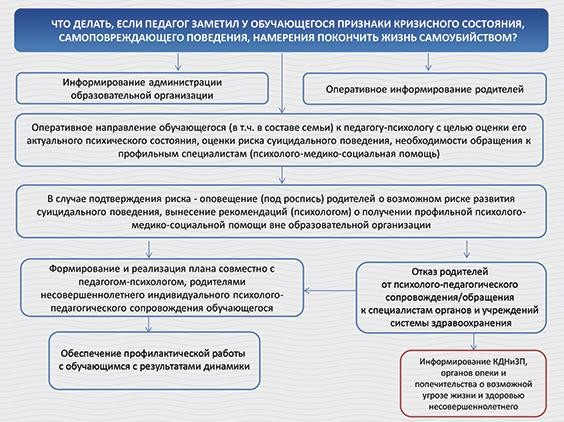 ЧТО ДЕЛАТЬ, ЕСЛИ ПЕДАГОГ ЗАМЕТИЛ У ОБУЧАЮЩЕГОСЯ ПРИЗНАКИ КРИЗИСНОГО СОСТОЯНИЯ,
САМОПОВРЕЖДАЮЩЕГО ПОВЕДЕНИЯ, НАМЕРЕНИЯ ПОКОНЧИТЬ ЖИЗНЬ САМОУБИЙСТВОМ?
Информирование администрации
образовательной организации
Оперативное информирование родителей
Оперативное направление обучающегося (в т.ч. в составе семьи) к педагогу-психологу с целью оценки его
актуального психического состояния, оценки риска суицидального поведения, необходимости обращения к
профильным специалистам (психолого-медико-социальная помощь)
В случае подтверждения риска - оповещение (под роспись) родителей о возможном риске развития
суицидального поведения, вынесение рекомендаций (психологом) о получении профильной психолого-
медико-социальной помощи вне образовательной организации
Формирование и реализация плана совместно с
педагогом-психологом, родителями
несовершеннолетнего индивидуального психолого-
педагогического сопровождения обучающегося
Отказ родителей
от психолого-педагогического
сопровождения/обращения
к специалистам органов и учреждений
системы здравоохранения
Обеспечение профилактической работы
с обучающимся с результатами динамики
Информирование КДНиЗП,
органов опеки и
попечительства о возможной
угрозе жизни и здоровью
несовершеннолетнего